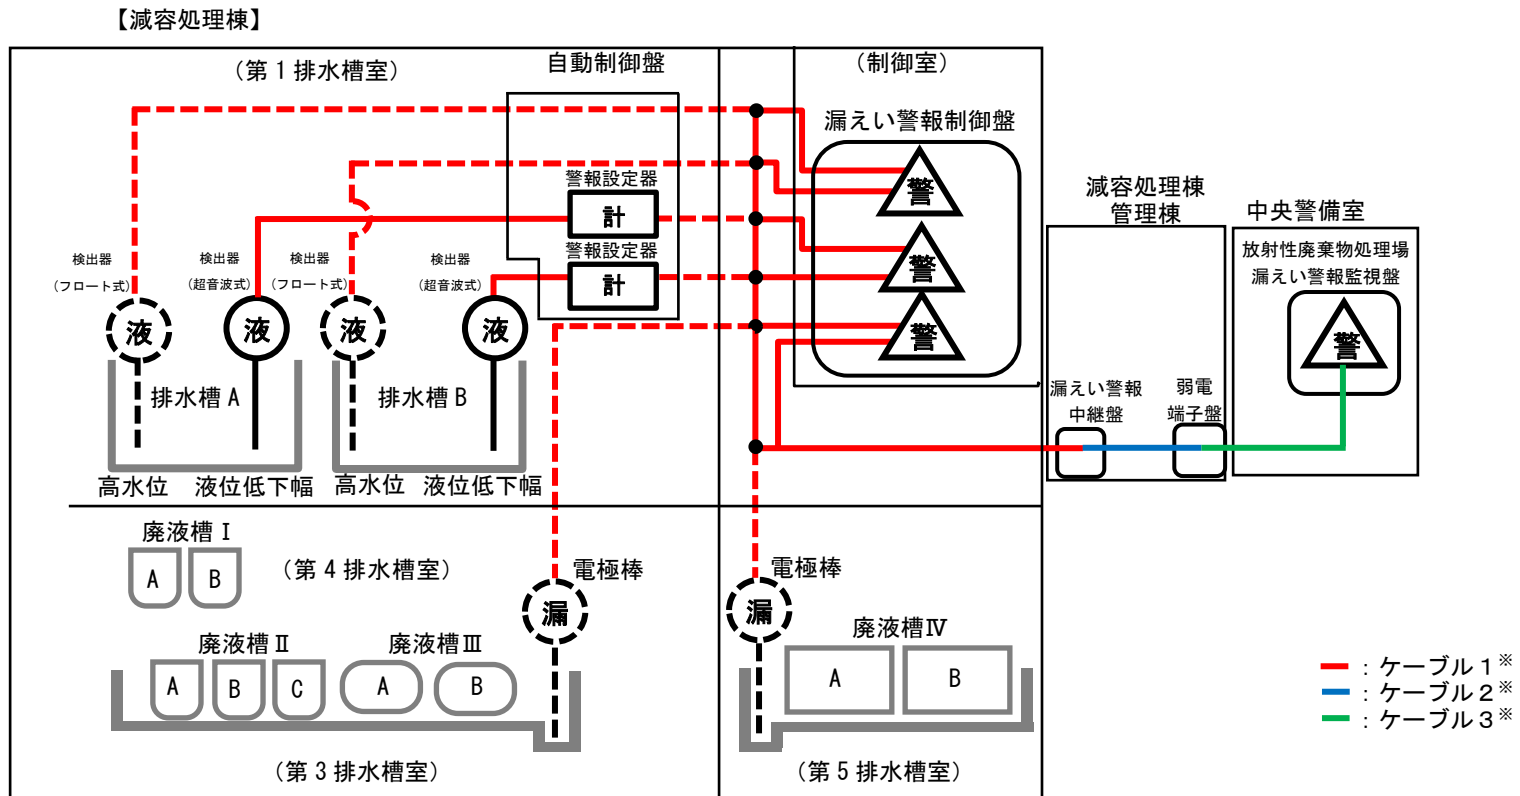 【減容処理棟】
(第1排水槽室)
自動制御盤
(制御室)
漏えい警報制御盤
警報設定器
計
警報設定器
計
警
警
警
減容処理棟
管理棟
中央警備室
放射性廃棄物処理場
漏えい警報監視盤
警
検出器
(フロート式)
検出器
(超音波式)
検出器
(フロート式)
検出器
(超音波式)
液
液
液
液
排水槽A
排水槽B
漏えい警報
中継盤
弱電
端子盤
高水位
液位低下幅
高水位
液位低下幅
廃液槽Ⅰ
A
B
(第4排水槽室)
電極棒
漏
電極棒
漏
廃液槽Ⅱ
A
B
C
廃液槽Ⅲ
A
B
廃液槽Ⅳ
A
B
(第3排水槽室)
(第5排水槽室)
:ケーブル1※
:ケーブル2※
:ケーブル3※